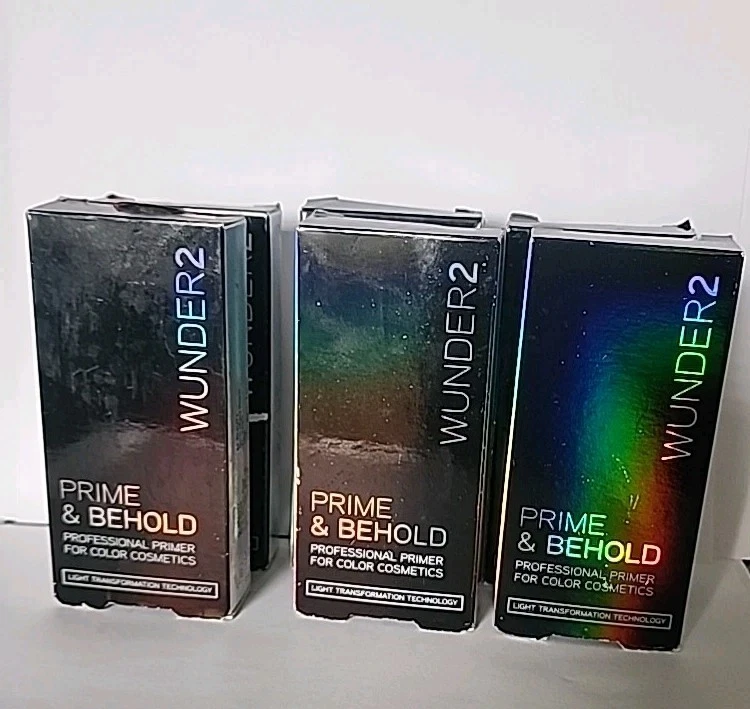 WUNDER2
PRIME
& BEHOLD
PROFESSIONAL PRIMER
FOR COLOR COSMETICS
LIGHT TRANSFORMATION TECHNOLOGY
WUNDER2
WUNDER2
PRIME
& BEHOLD
PROFESSIONAL PRIMER
FOR COLOR COSMETICS
LIGHT TRANSFORMATION TECHNOLOGY
WUNDER2
PRIME
& BEHOLD
PROFESSIONAL PRIMER
FOR COLOR COSMETICS
LIGHT TRANSFORMATION TECHNOLOGY